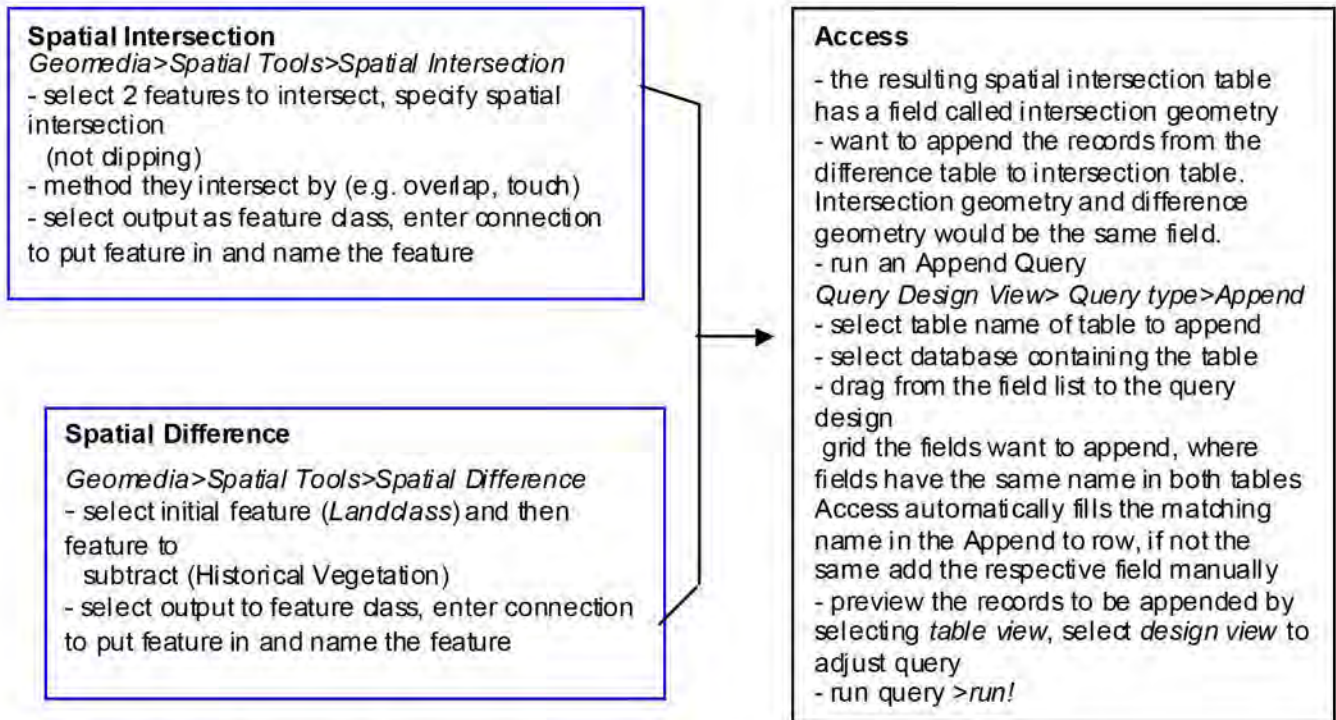 Spatial Intersection
Geomedia>Spatial Tools>Spatial Intersection
- select 2 features to intersect, specify spatial
intersection
(not clipping)
- method they intersect by (e.g. overlap, touch)
- select output as feature class, enter connection
to put feature in and name the feature
Spatial Difference
Geomedia>Spatial Tools>Spatial Difference
- select initial feature (Landclass) and then
feature to
subtract (Historical Vegetation)
- select output to feature class, enter connection
to put feature in and name the feature
Access
- the resulting spatial intersection table
has a field called intersection geometry
- want to append the records from the
difference table to intersection table.
Intersection geometry and difference
geometry would be the same field.
- run an Append Query
Query Design View> Query type>Append
- select table name of table to append
- select database containing the table
- drag from the field list to the query
design
grid the fields want to append, where
fields have the same name in both tables
Access automatically fills the matching
name in the Append to row, if not the
same add the respective field manually
- preview the records to be appended by
selecting table view, select design view to
adjust query
- run query >run!